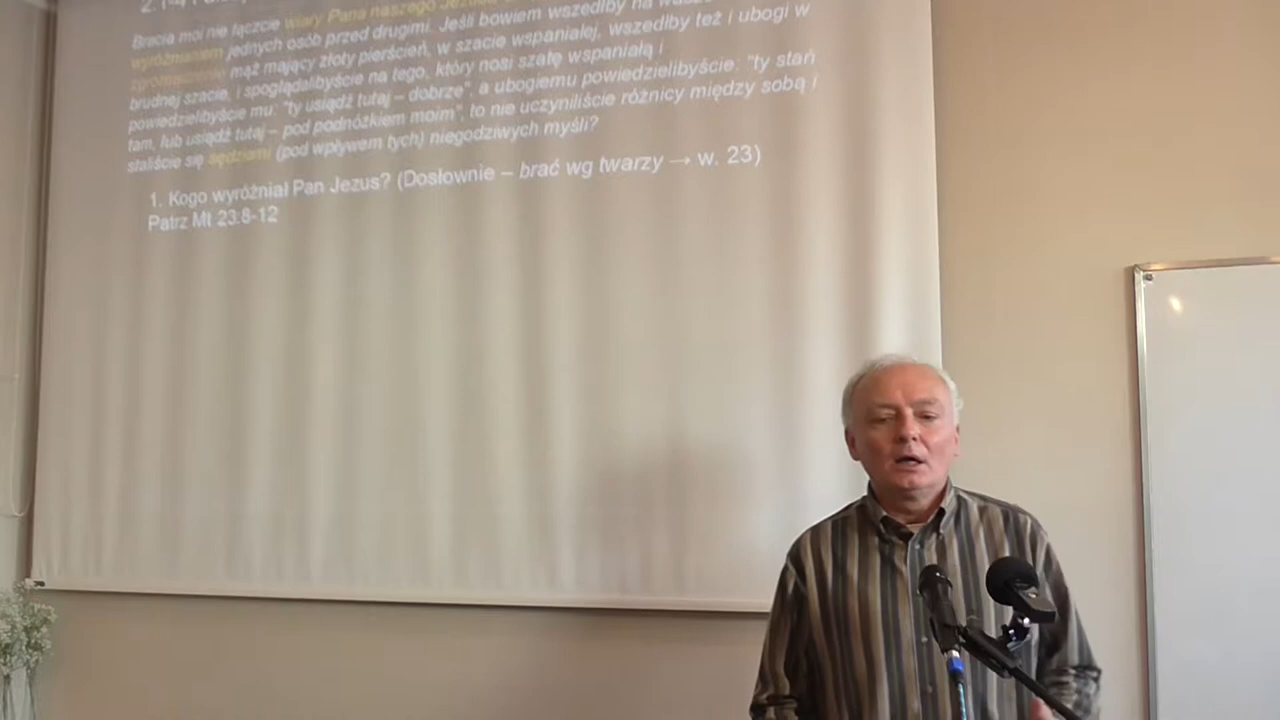 Bracia moi nie łączcie wiary Pana naszego
wyróżnianiem jednych osób przed drugimi. Jeśli bowiem wszedłby na
mąż mający złoty pierścień, w szacie wspaniałej, wszedłby też i ubogi w
brudnej szacie, i spoglądalibyście na tego, który nosi szatę wspaniałą i
powiedzielibyście mu: "ty usiądź tutaj – dobrze", a ubogiemu powiedzielibyście: "ty stań
tam, lub usiądź tutaj – pod podnóżkiem moim", to nie uczyniliście różnicy między sobą i
staliście się sędziami (pod wpływem tych) niegodziwych myśli?
1. Kogo wyróżniał Pan Jezus? (Dosłownie – brać wg twarzy → w. 23)
Patrz Mt 23:8-12